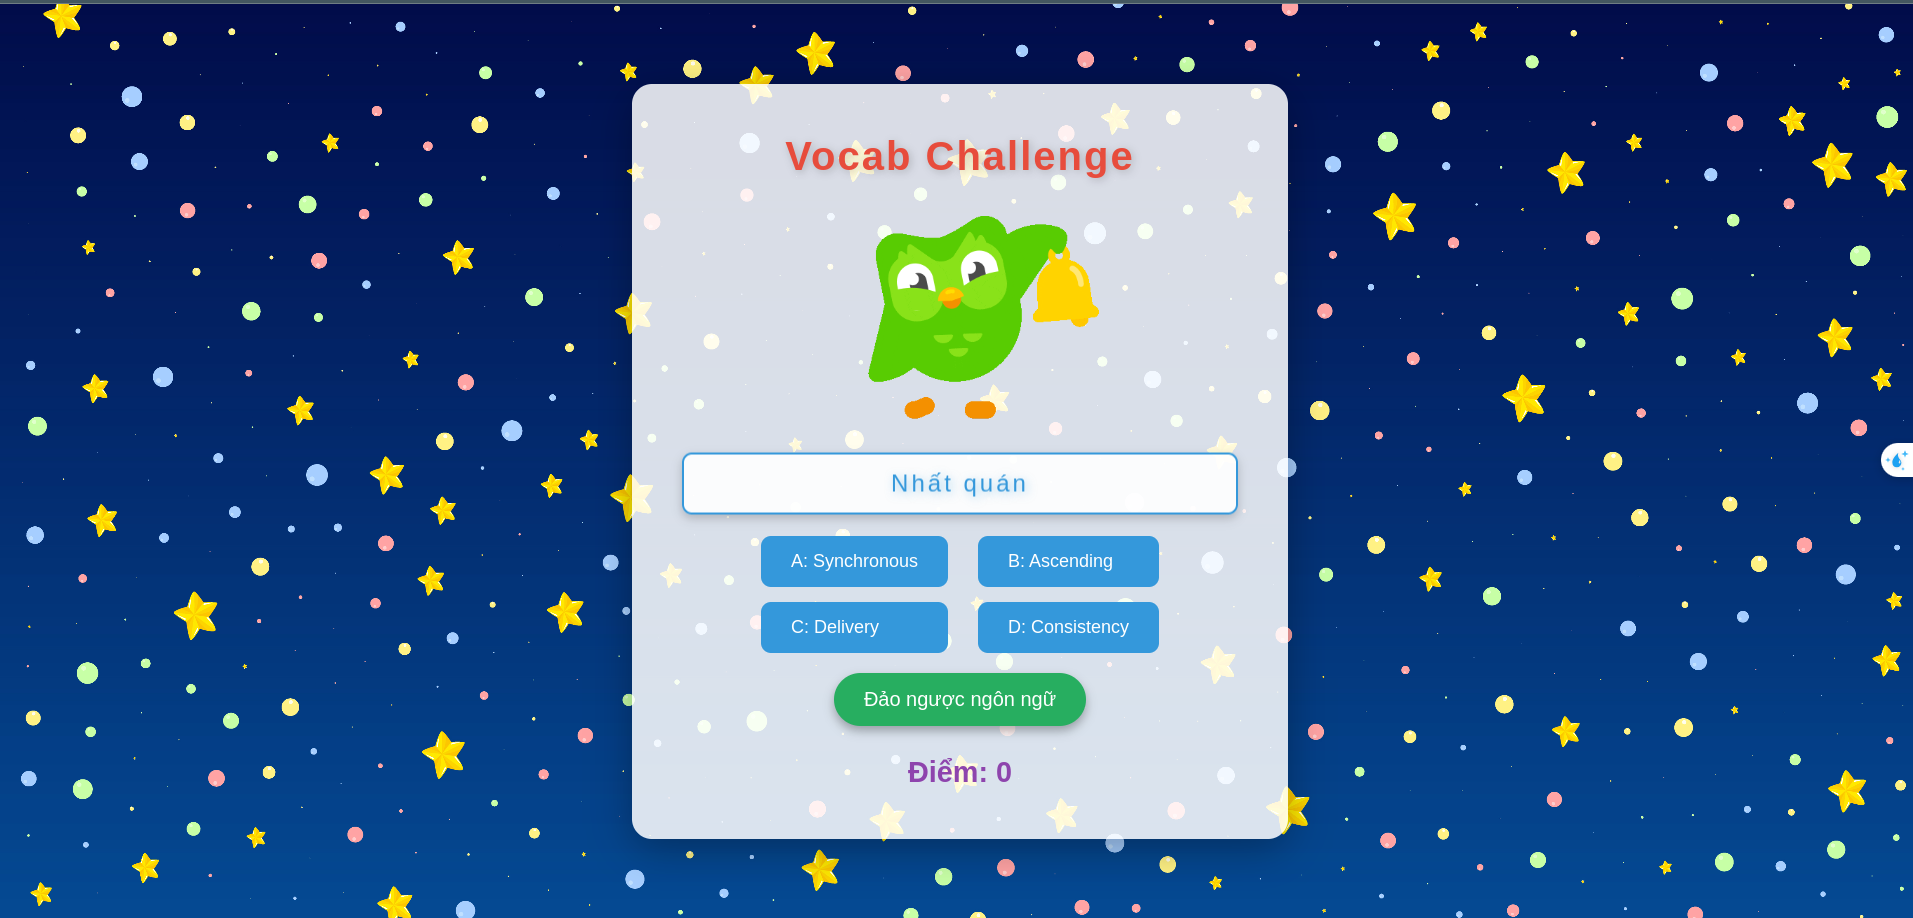 Vocab Challenge
Nhất quán
A: Synchronous
B: Ascending
C: Delivery
D: Consistency
Đảo ngược ngôn ngữ
Điểm: 0